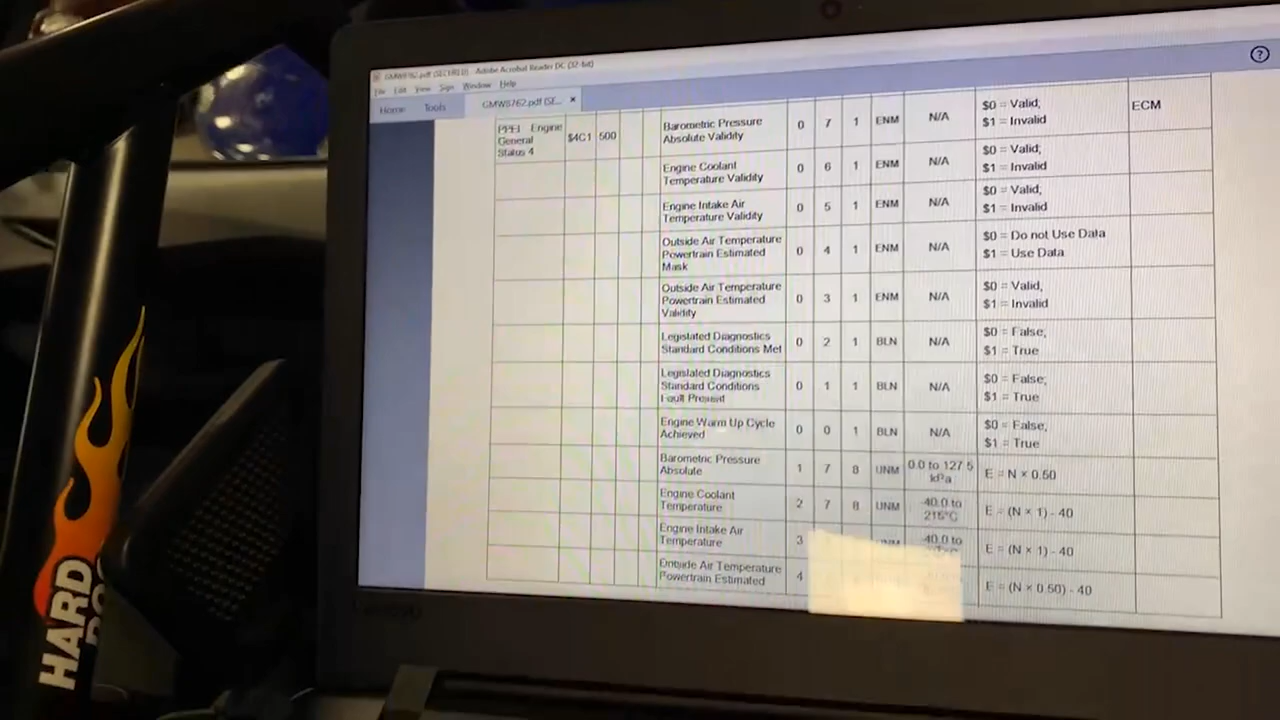 GMW8762.pdf (SECURED) - Adobe Acrobat Reader DC (32-bit)
File Edit View Sign Window Help
Home Tools GMW8762.pdf (SE... ×
PPEI Engine General Status 4 $4C1 500 Barometric Pressure Absolute Validity 0 7 1 ENM N/A $0 = Valid, $1 = Invalid ECM
Engine Coolant Temperature Validity 0 6 1 ENM N/A $0 = Valid, $1 = Invalid
Engine Intake Air Temperature Validity 0 5 1 ENM N/A $0 = Valid, $1 = Invalid
Outside Air Temperature Powertrain Estimated Mask 0 4 1 ENM N/A $0 = Do not Use Data $1 = Use Data
Outside Air Temperature Powertrain Estimated Validity 0 3 1 ENM N/A $0 = Valid, $1 = Invalid
Legislated Diagnostics Standard Conditions Met 0 2 1 BLN N/A $0 = False, $1 = True
Legislated Diagnostics Standard Conditions Fault Present 0 1 1 BLN N/A $0 = False, $1 = True
Engine Warm Up Cycle Achieved 0 0 1 BLN N/A $0 = False, $1 = True
Barometric Pressure Absolute 1 7 8 UNM 0.0 to 127.5 kPa E = N × 0.50
Engine Coolant Temperature 2 7 8 UNM -40.0 to 215°C E = (N × 1) - 40
Engine Intake Air Temperature 3 UNM -40.0 to E = (N × 1) - 40
Outside Air Temperature Powertrain Estimated 4 E = (N × 0.50) - 40
HARD